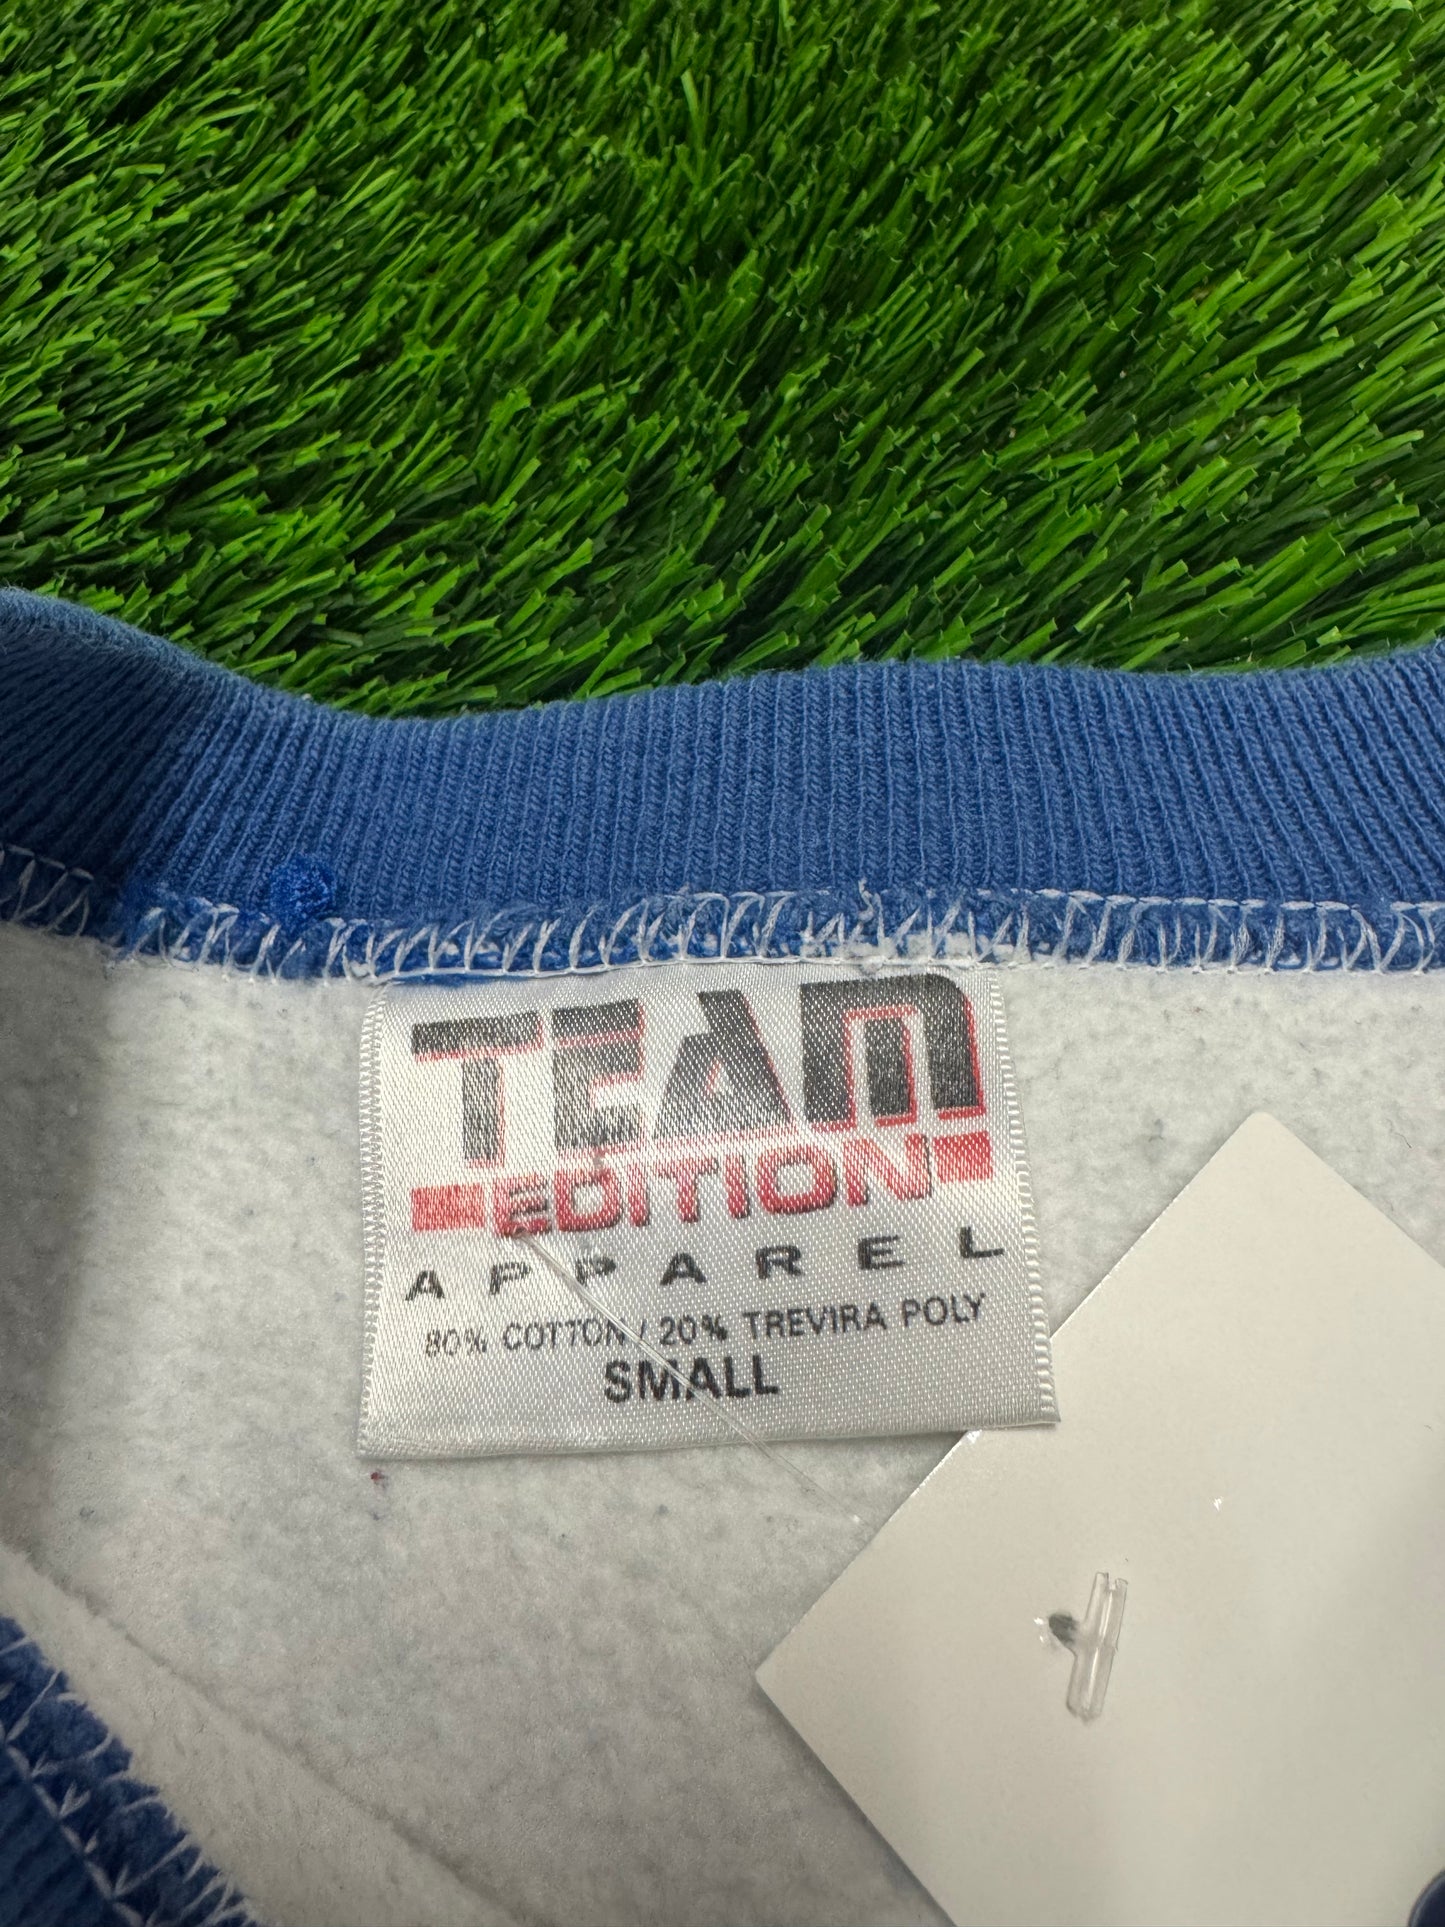 TEAM
EDITION
APPAREL
80% COTTON / 20% TREVIRA POLY
SMALL